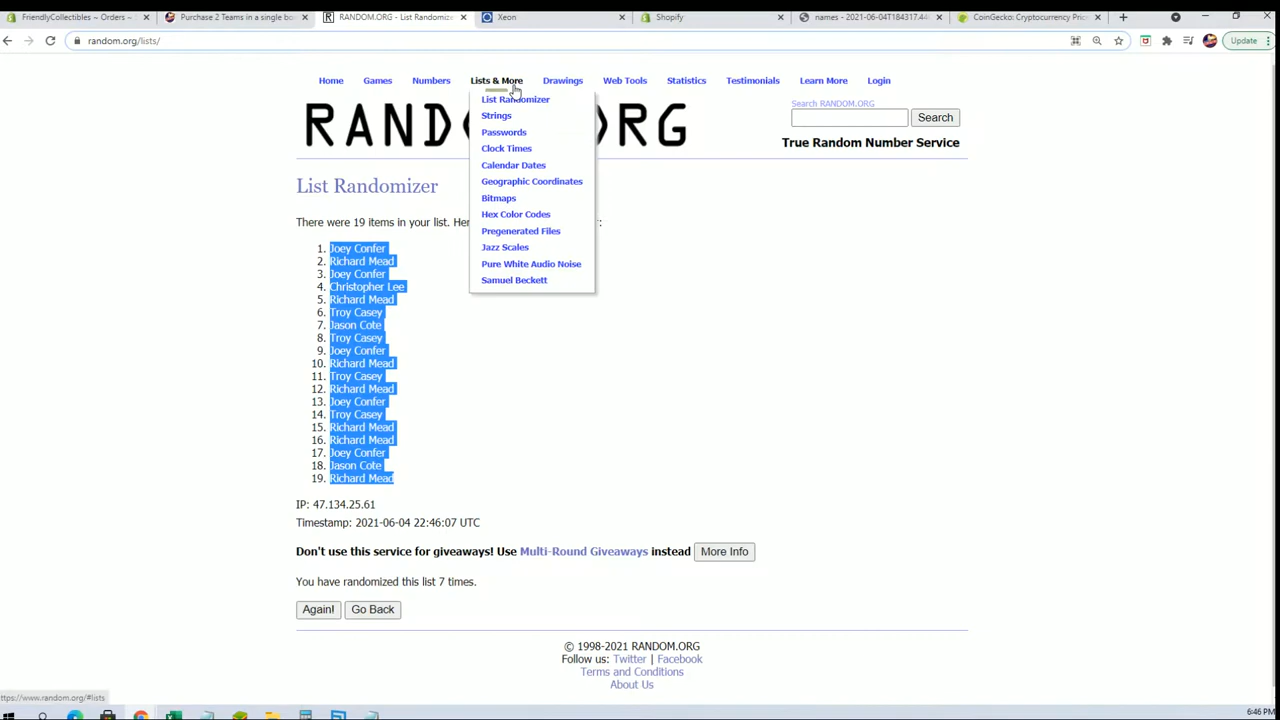 FriendlyCollectibles ~ Orders ~
Purchase 2 Teams in a single bo
RANDOM.ORG - List Randomizer
Xeon
Shopify
names - 2021-06-04T184317.44
CoinGecko: Cryptocurrency Pric
random.org/lists/
Update
Home Games Numbers Lists & More Drawings Web Tools Statistics Testimonials Learn More Login
List Randomizer
Strings
Passwords
Clock Times
Calendar Dates
Geographic Coordinates
Bitmaps
Hex Color Codes
Pregenerated Files
Jazz Scales
Pure White Audio Noise
Samuel Beckett
RAND RG
Search RANDOM.ORG
Search
True Random Number Service
List Randomizer
There were 19 items in your list. Her :
1. Joey Confer
2. Richard Mead
3. Joey Confer
4. Christopher Lee
5. Richard Mead
6. Troy Casey
7. Jason Cote
8. Troy Casey
9. Joey Confer
10. Richard Mead
11. Troy Casey
12. Richard Mead
13. Joey Confer
14. Troy Casey
15. Richard Mead
16. Richard Mead
17. Joey Confer
18. Jason Cote
19. Richard Mead
IP: 47.134.25.61
Timestamp: 2021-06-04 22:46:07 UTC
Don't use this service for giveaways! Use Multi-Round Giveaways instead More Info
You have randomized this list 7 times.
Again! Go Back
© 1998-2021 RANDOM.ORG
Follow us: Twitter | Facebook
Terms and Conditions
About Us
ttps://www.random.org/#lists
6:46 PM